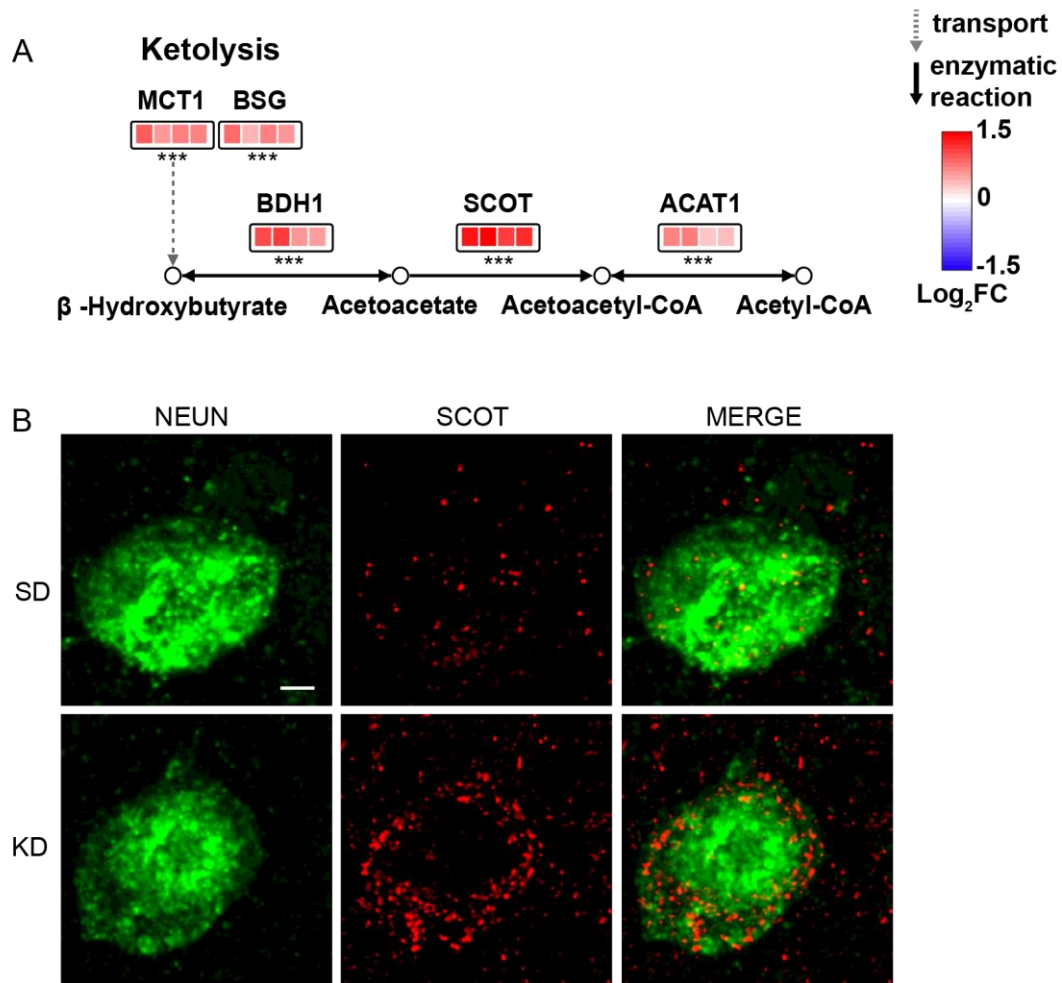 A
Ketolysis
MCT1 BSG
*** ***
BDH1 SCOT ACAT1
*** *** ***
β -Hydroxybutyrate Acetoacetate Acetoacetyl-CoA Acetyl-CoA
transport
enzymatic
reaction
1.5
0
-1.5
Log₂FC
B
NEUN SCOT MERGE
SD
KD